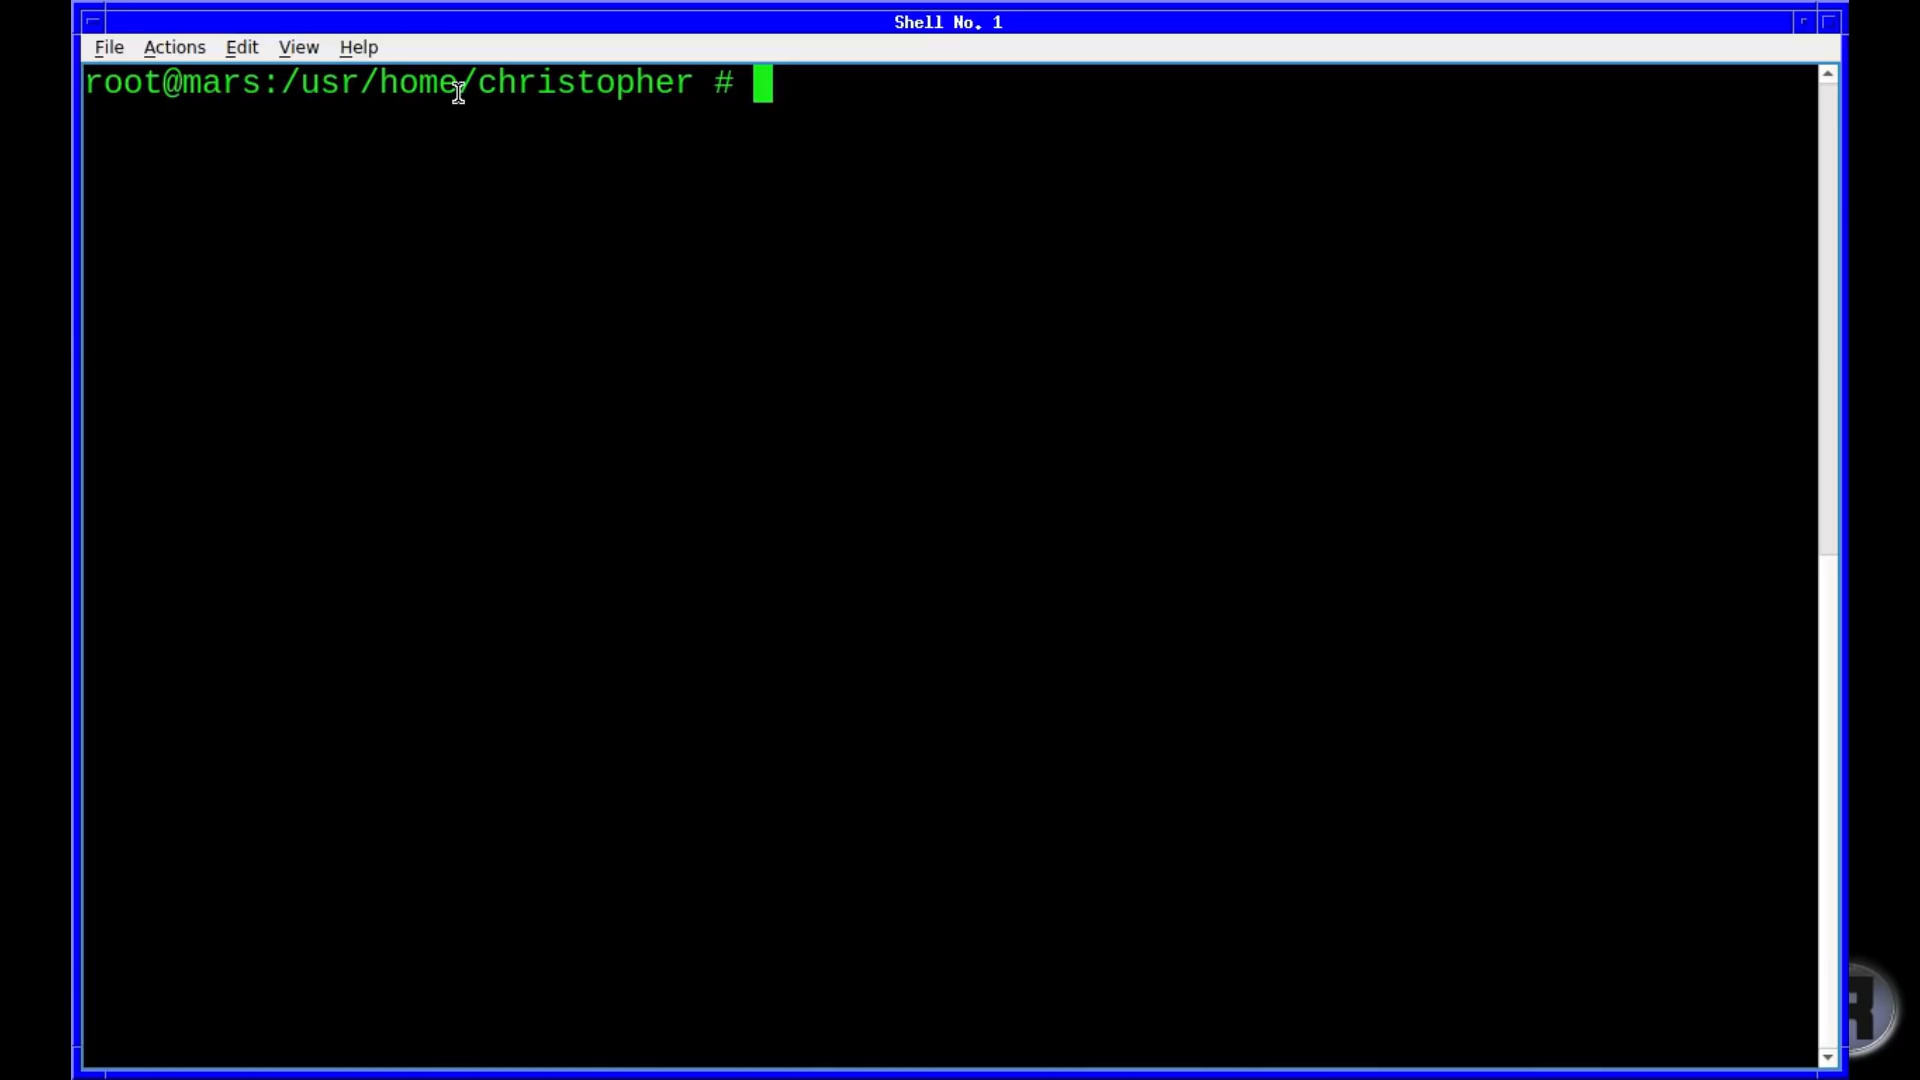 Shell No. 1
File Actions Edit View Help
root@mars:/usr/home/christopher #
R